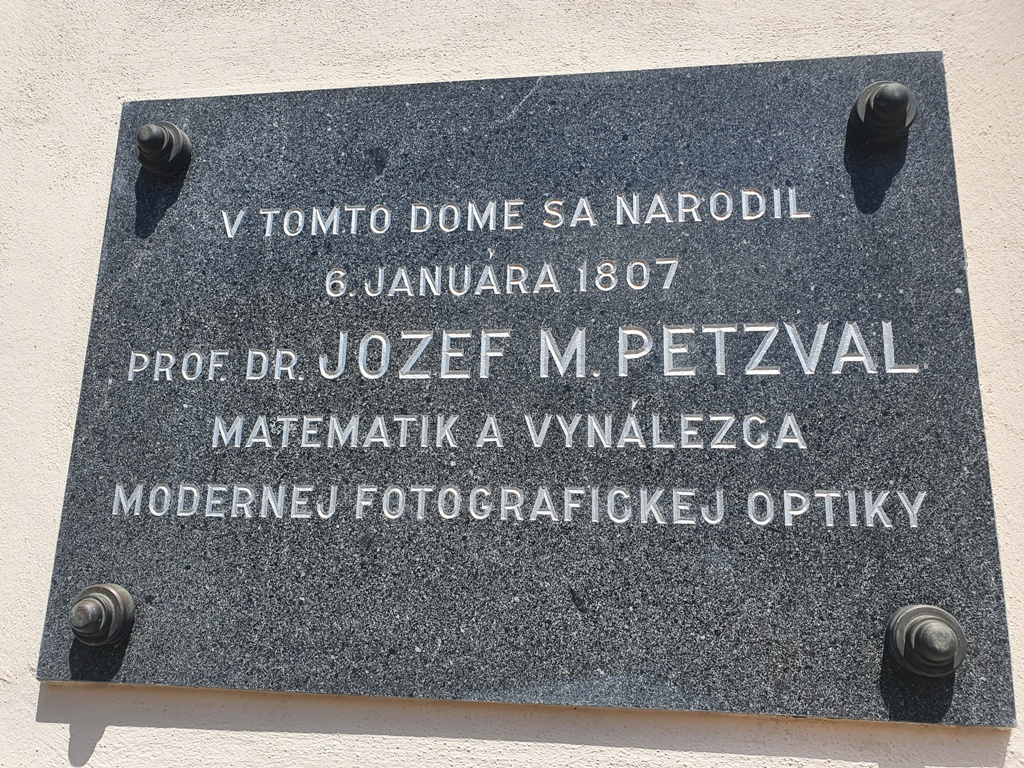 V TOMTO DOME SA NARODIL
6. JANUÁRA 1807
PROF. DR. JOZEF M. PETZVAL
MATEMATIK A VYNÁLEZCA
MODERNEJ FOTOGRAFICKEJ OPTIKY